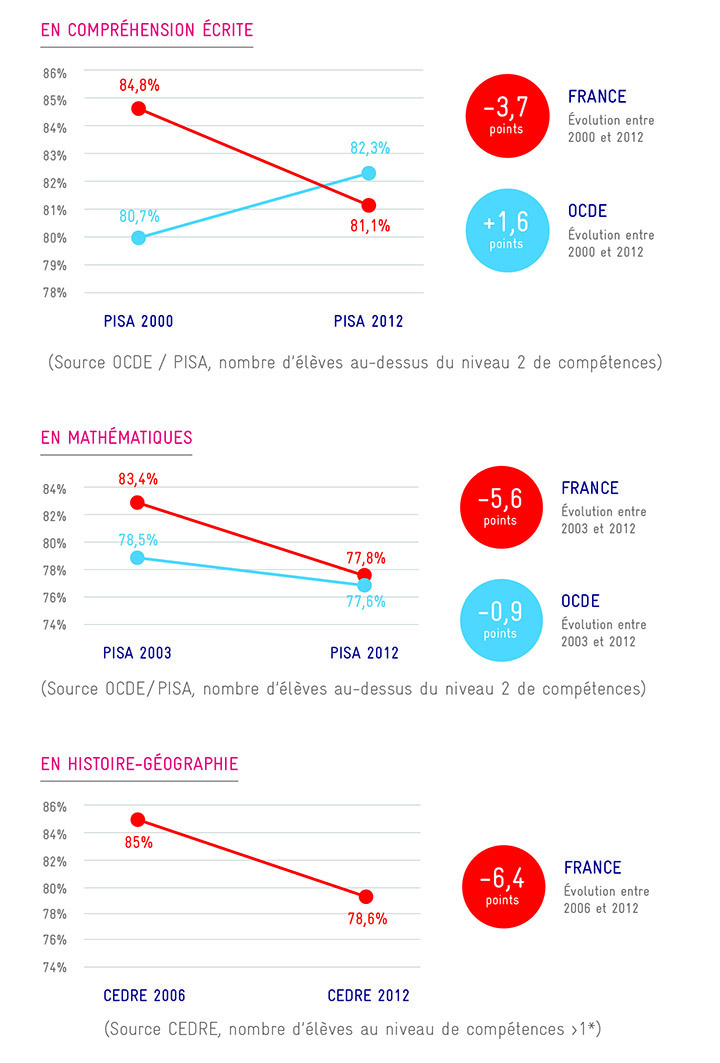 EN COMPRÉHENSION ÉCRITE
86%
85%
84%
83%
82%
81%
80%
79%
78%
84,8%
80,7%
82,3%
81,1%
PISA 2000
PISA 2012
-3,7
points
FRANCE
Évolution entre
2000 et 2012
+1,6
points
OCDE
Évolution entre
2000 et 2012
(Source OCDE / PISA, nombre d'élèves au-dessus du niveau 2 de compétences)
EN MATHÉMATIQUES
84%
82%
80%
78%
76%
74%
83,4%
78,5%
77,8%
77,6%
PISA 2003
PISA 2012
-5,6
points
FRANCE
Évolution entre
2003 et 2012
-0,9
points
OCDE
Évolution entre
2003 et 2012
(Source OCDE/PISA, nombre d'élèves au-dessus du niveau 2 de compétences)
EN HISTOIRE-GÉOGRAPHIE
86%
84%
82%
80%
78%
76%
74%
85%
78,6%
CEDRE 2006
CEDRE 2012
-6,4
points
FRANCE
Évolution entre
2006 et 2012
(Source CEDRE, nombre d'élèves au niveau de compétences >1*)